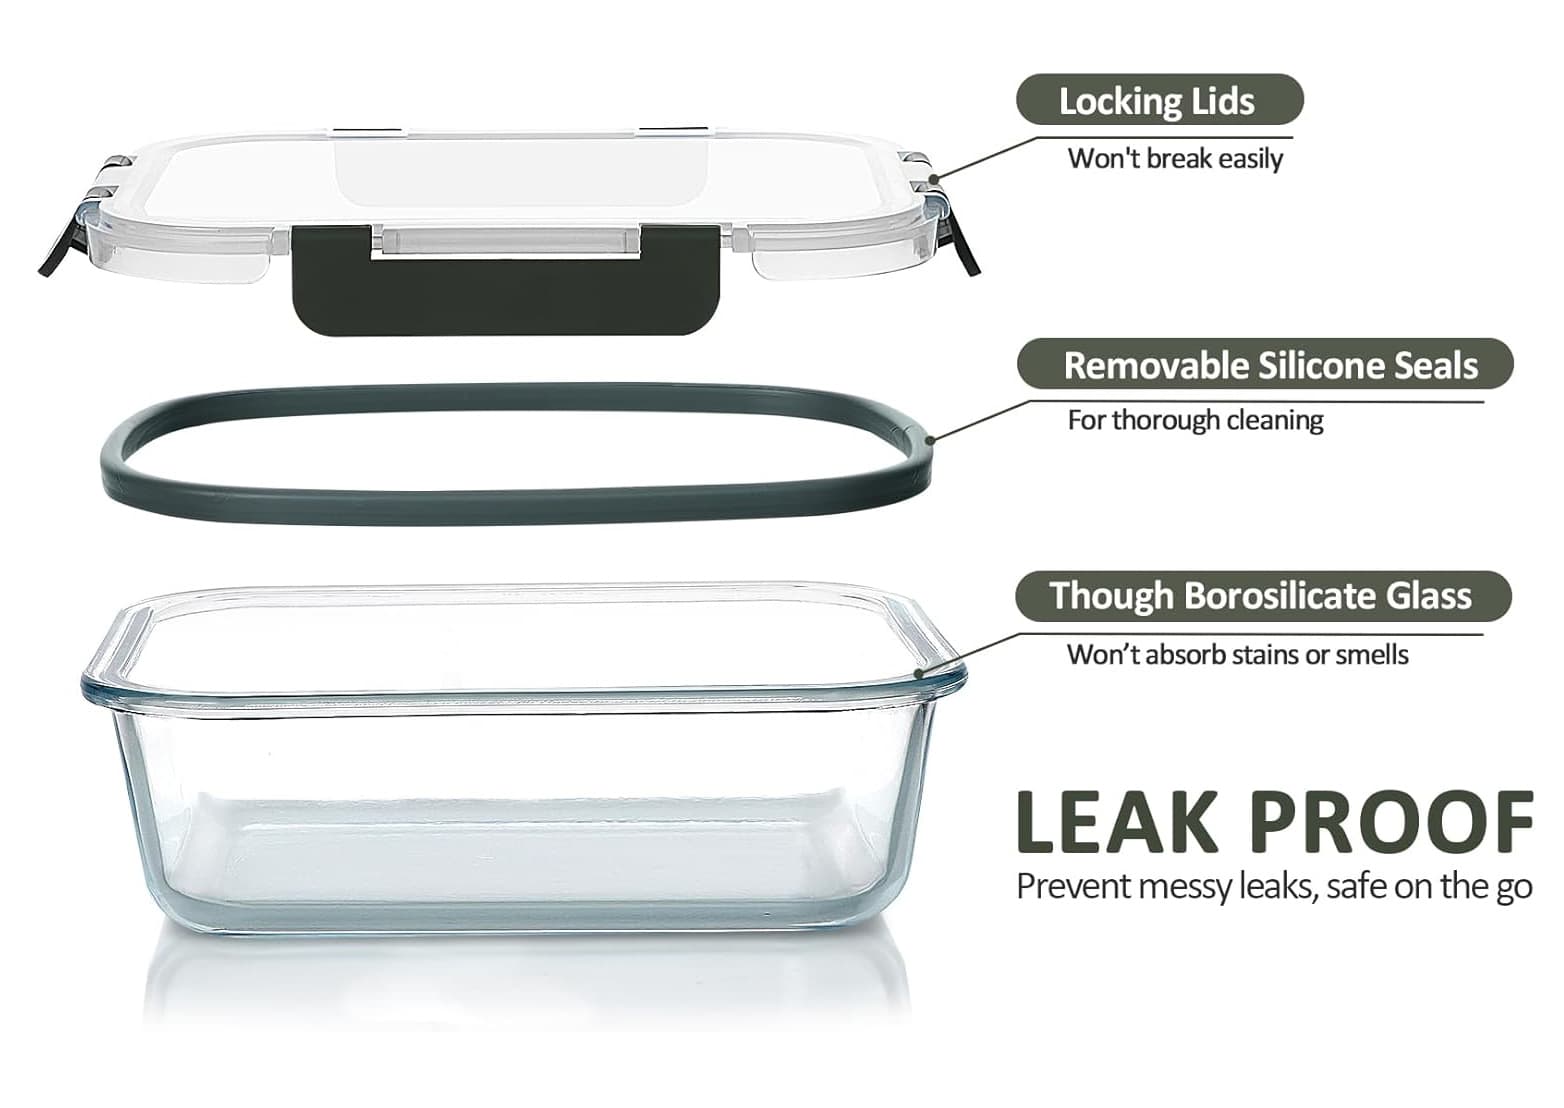 Locking Lids
Won't break easily
Removable Silicone Seals
For thorough cleaning
Though Borosilicate Glass
Won’t absorb stains or smells
LEAK PROOF
Prevent messy leaks, safe on the go